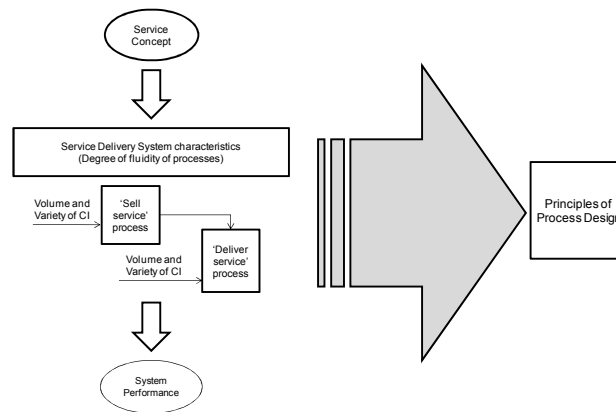 Service
Concept
Service Delivery System characteristics
(Degree of fluidity of processes)
Volume and
Variety of CI
‘Sell
service’
process
Volume and
Variety of CI
‘Deliver
service’
process
System
Performance
Principles of
Process Design